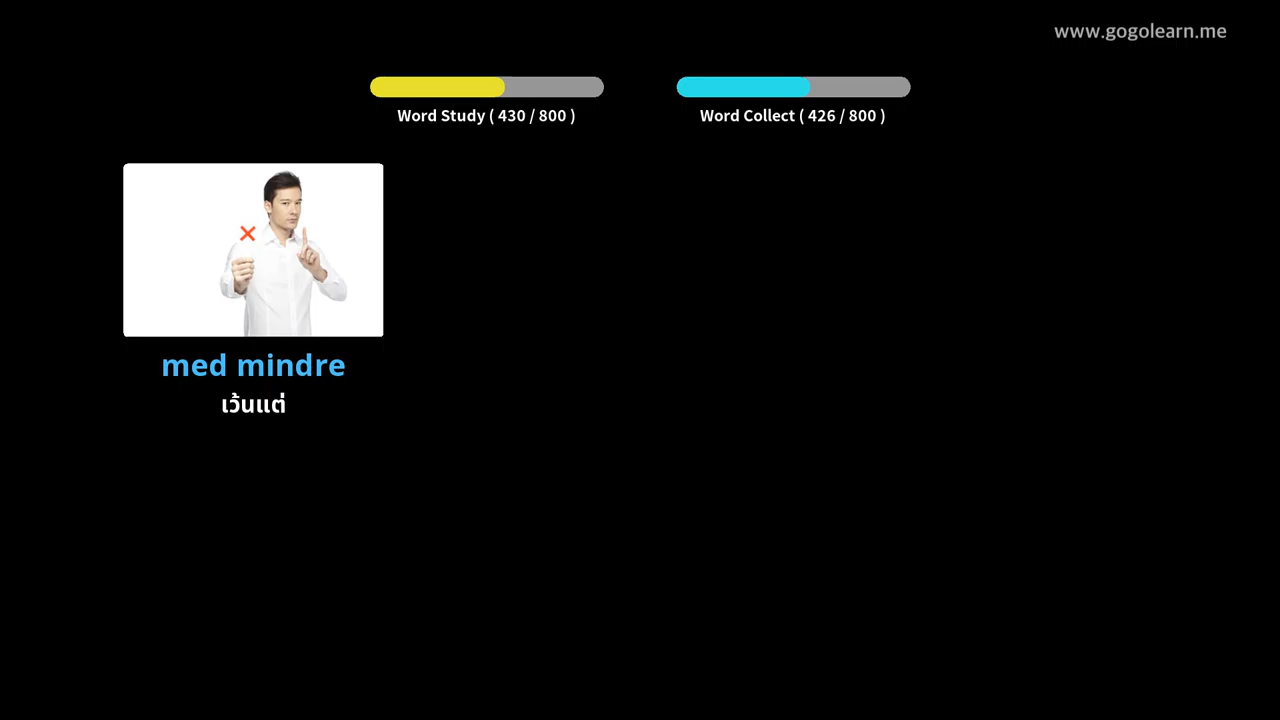 www.gogolearn.me
Word Study ( 430 / 800 )
Word Collect ( 426 / 800 )
med mindre
เว้นแต่